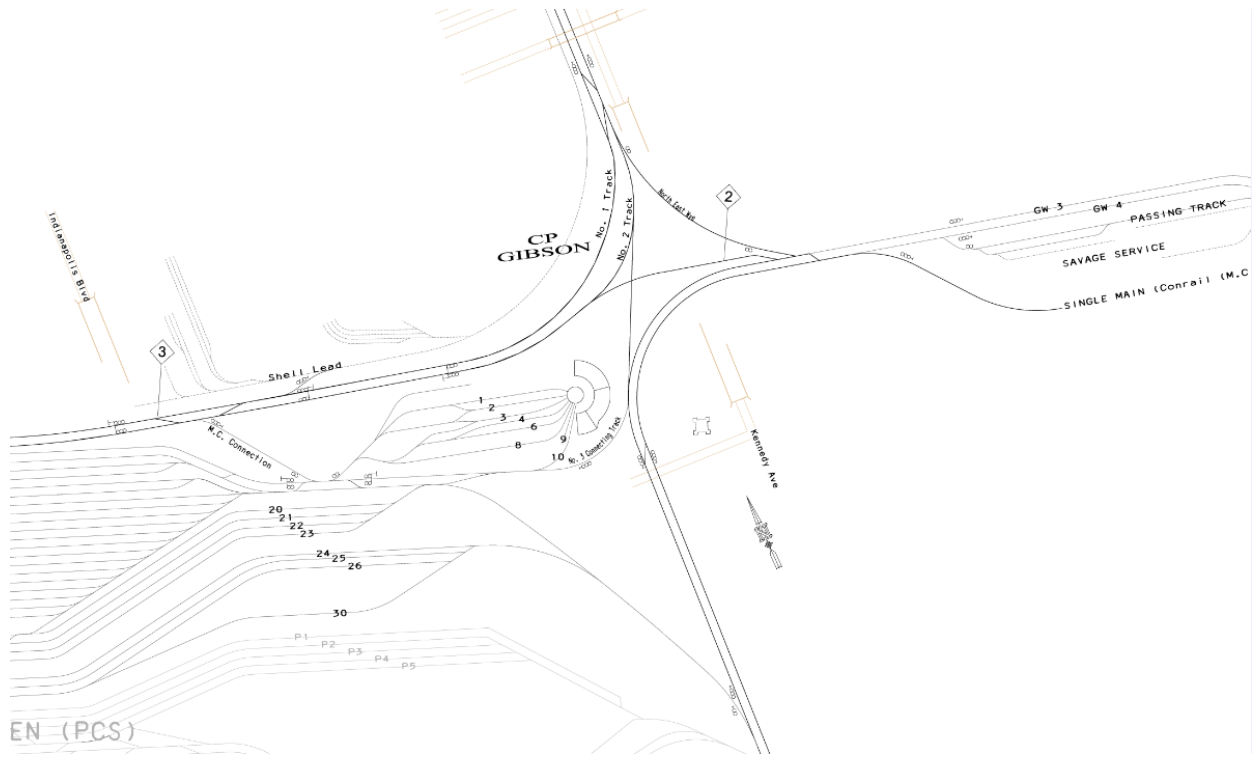 Indianapolis Blvd
No. 1 Track
No. 2 Track
North East Wye
2
CP
GIBSON
GW 3
GW 4
PASSING TRACK
SAVAGE SERVICE
SINGLE MAIN (Conrail (M.C
3
Shell Lead
M.C. Connection
1
2
3
4
6
8
9
10
No. 3 Connecting Track
Kennedy Ave
20
21
22
23
24
25
26
30
P1
P2
P3
P4
P5
EN (PCS)